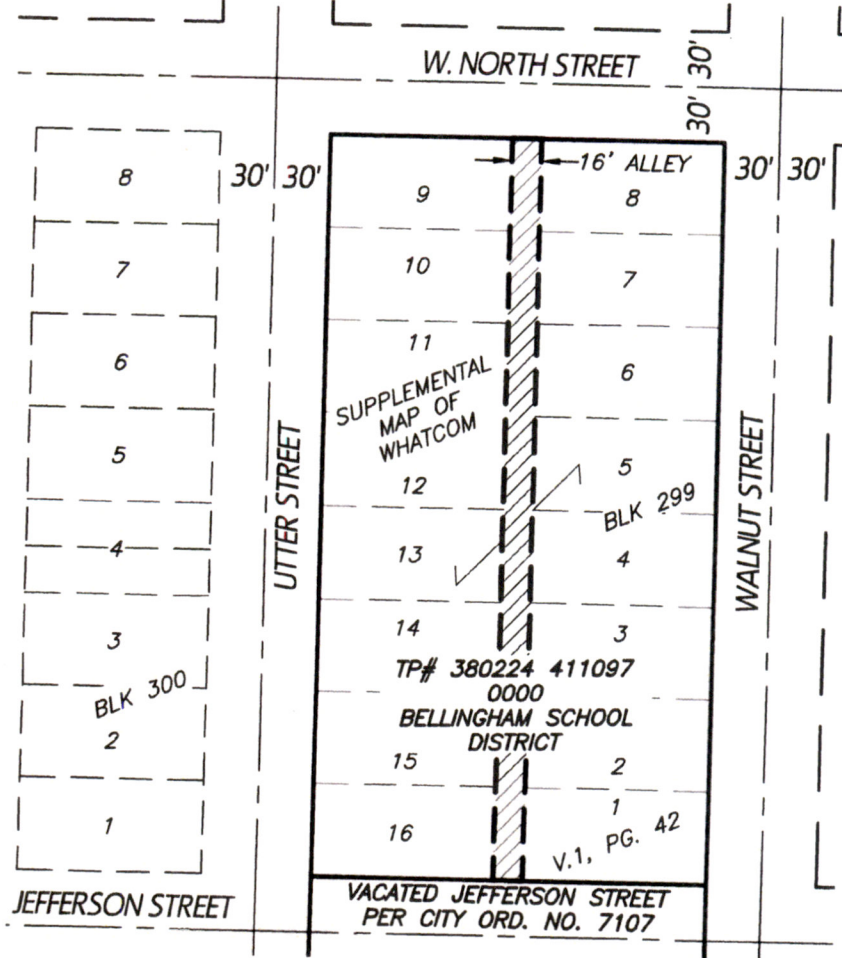 W. NORTH STREET
30' 30'
30' 30'
16' ALLEY
30' 30'
8
7
6
5
4
3
BLK 300
2
1
UTTER STREET
9
10
11
SUPPLEMENTAL
MAP OF
WHATCOM
12
13
14
15
16
8
7
6
5
BLK 299
4
3
TP# 380224 411097
0000
BELLINGHAM SCHOOL
DISTRICT
2
1
V.1, PG. 42
WALNUT STREET
JEFFERSON STREET
VACATED JEFFERSON STREET
PER CITY ORD. NO. 7107